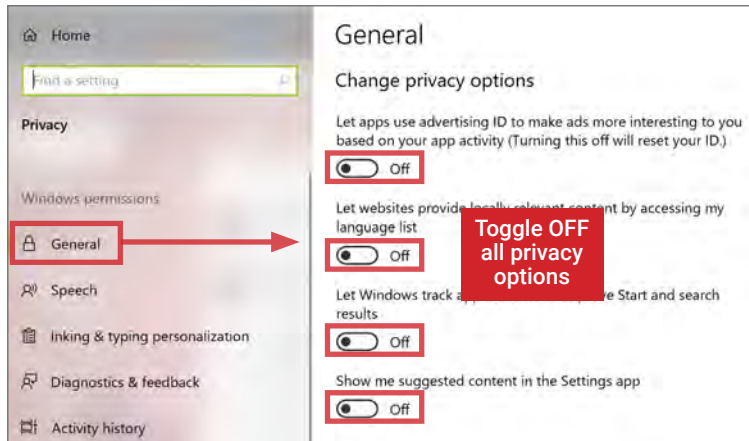 Home
Find a setting
Privacy
Windows permissions
General
Speech
Inking & typing personalization
Diagnostics & feedback
Activity history
General
Change privacy options
Let apps use advertising ID to make ads more interesting to you
based on your app activity (Turning this off will reset your ID.)
Off
Let websites provide locally relevant content by accessing my
language list
Off
Toggle OFF
all privacy
options
Let Windows track Start and search
results
Off
Show me suggested content in the Settings app
Off